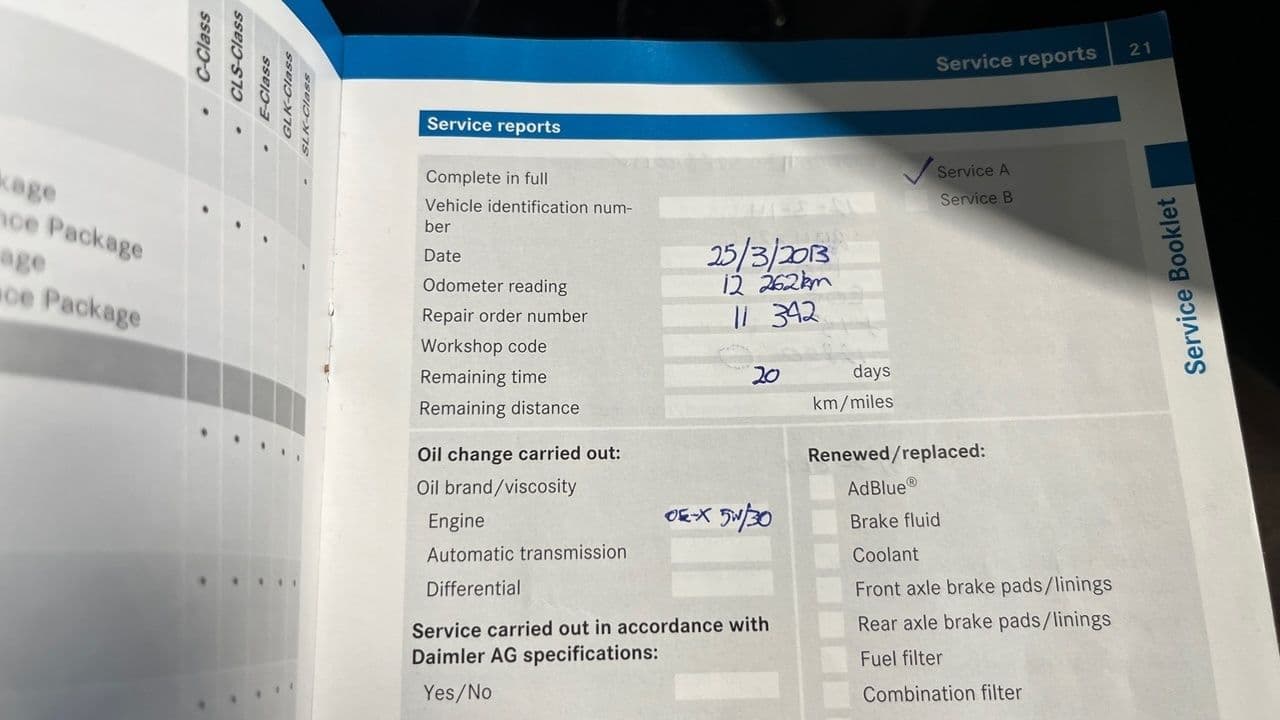 C-Class
CLS-Class
E-Class
GLK-Class
SLK-Class
Package
age
Package
Service reports 21
Service reports
Complete in full
✓ Service A
Service B
Vehicle identification num-
ber
Date 25/3/2013
Odometer reading 12 262km
Repair order number 11 342
Workshop code
Remaining time 20 days
Remaining distance km/miles
Oil change carried out:
Oil brand/viscosity
Engine OE-X 5W/30
Automatic transmission
Differential
Service carried out in accordance with
Daimler AG specifications:
Yes/No
Renewed/replaced:
AdBlue®
Brake fluid
Coolant
Front axle brake pads/linings
Rear axle brake pads/linings
Fuel filter
Combination filter
Service Booklet